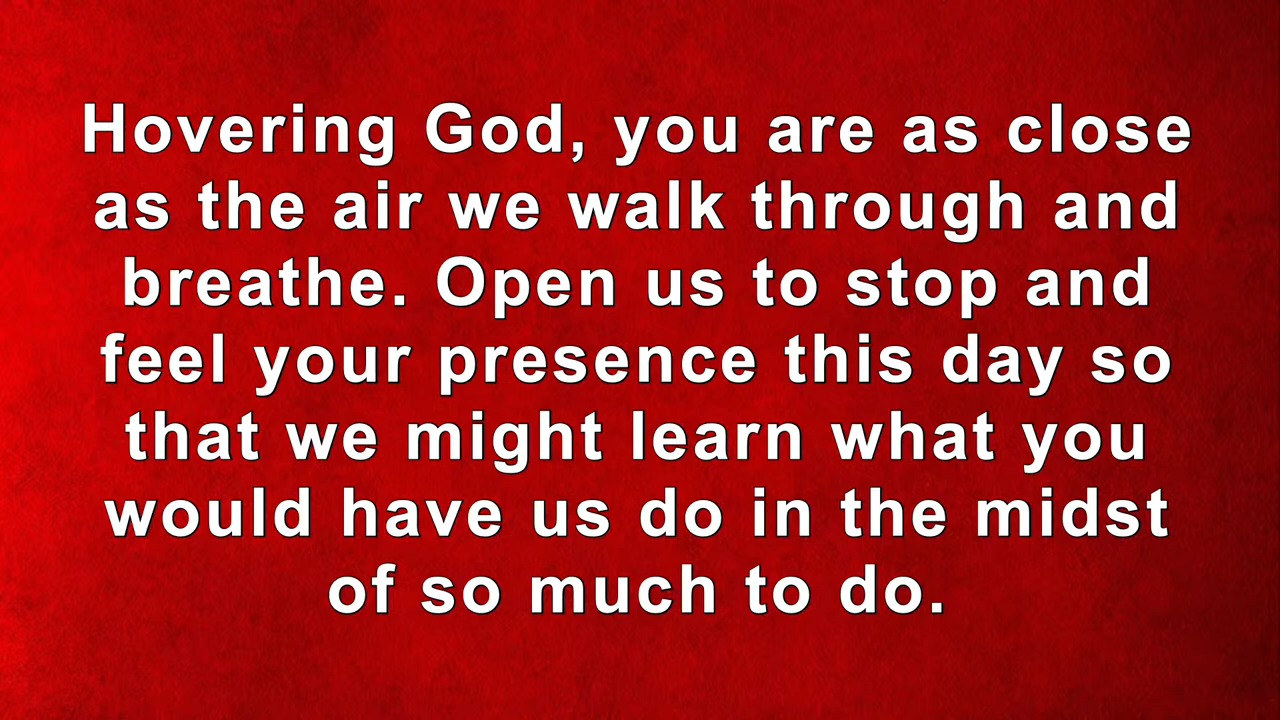 Hovering God, you are as close
as the air we walk through and
breathe. Open us to stop and
feel your presence this day so
that we might learn what you
would have us do in the midst
of so much to do.